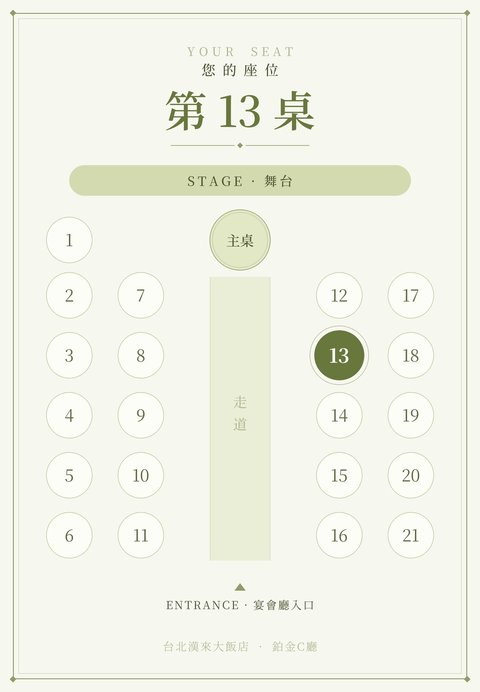 YOUR SEAT
您的座位
第 13 桌
STAGE · 舞台
1 主桌
2 7 12 17
3 8 13 18
4 9 14 19
走
道
5 10 15 20
6 11 16 21
ENTRANCE · 宴會廳入口
台北漢來大飯店 · 鉑金C廳